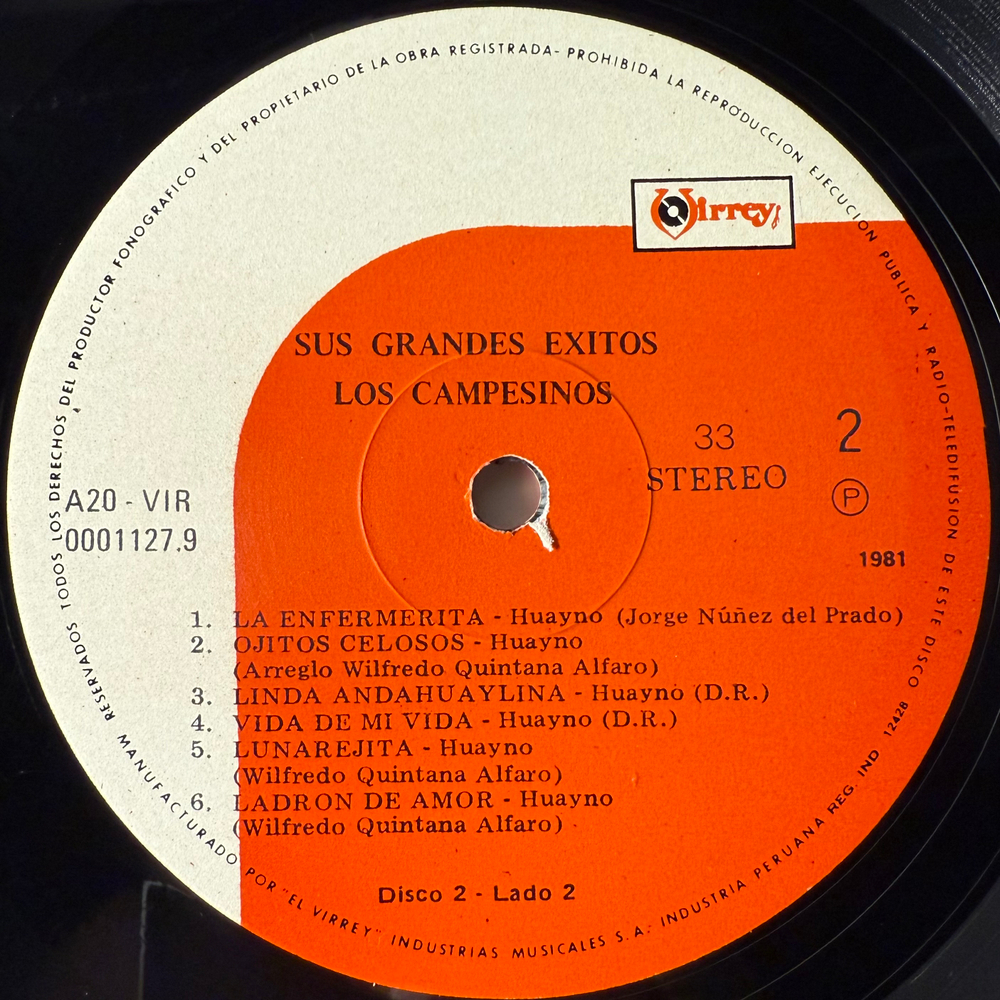 RESERVADOS TODOS LOS DERECHOS DEL PRODUCTOR FONOGRAFICO Y DEL PROPIETARIO DE LA OBRA REGISTRADA- PROHIBIDA LA REPRODUCCION EJECUCION PUBLICA Y RADIO-TELEDIFUSION DE ESTE DISCO
Virrey
SUS GRANDES EXITOS
LOS CAMPESINOS
33
STEREO
2
P
1981
A20 - VIR
0001127.9
1. LA ENFERMERITA - Huayno (Jorge Núñez del Prado)
2. OJITOS CELOSOS - Huayno
(Arreglo Wilfredo Quintana Alfaro)
3. LINDA ANDAHUAYLINA - Huayno (D.R.)
4. VIDA DE MI VIDA - Huayno (D.R.)
5. LUNAREJITA - Huayno
(Wilfredo Quintana Alfaro)
6. LADRON DE AMOR - Huayno
(Wilfredo Quintana Alfaro)
Disco 2 - Lado 2
MANUFACTURADO POR "EL VIRREY" INDUSTRIAS MUSICALES S.A. INDUSTRIA PERUANA REG. IND. 12428